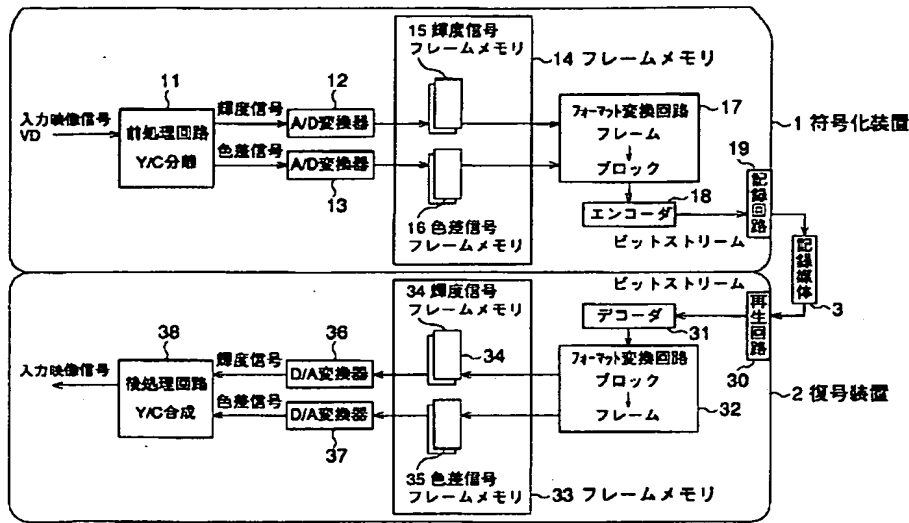 11
前処理回路
Y/C分離
入力映像信号
VD
輝度信号
色差信号
12
A/D変換器
A/D変換器
13
15 輝度信号
フレームメモリ
14 フレームメモリ
16 色差信号
フレームメモリ
17
フォーマット変換回路
フレーム
ブロック
18
エンコーダ
ビットストリーム
19
記録回路
1 符号化装置
記録媒体
3
ビットストリーム
再生回路
30
デコーダ
31
フォーマット変換回路
ブロック
フレーム
32
2 復号装置
34 輝度信号
フレームメモリ
34
35 色差信号
フレームメモリ
33 フレームメモリ
36
D/A変換器
D/A変換器
37
輝度信号
色差信号
38
後処理回路
Y/C合成
入力映像信号